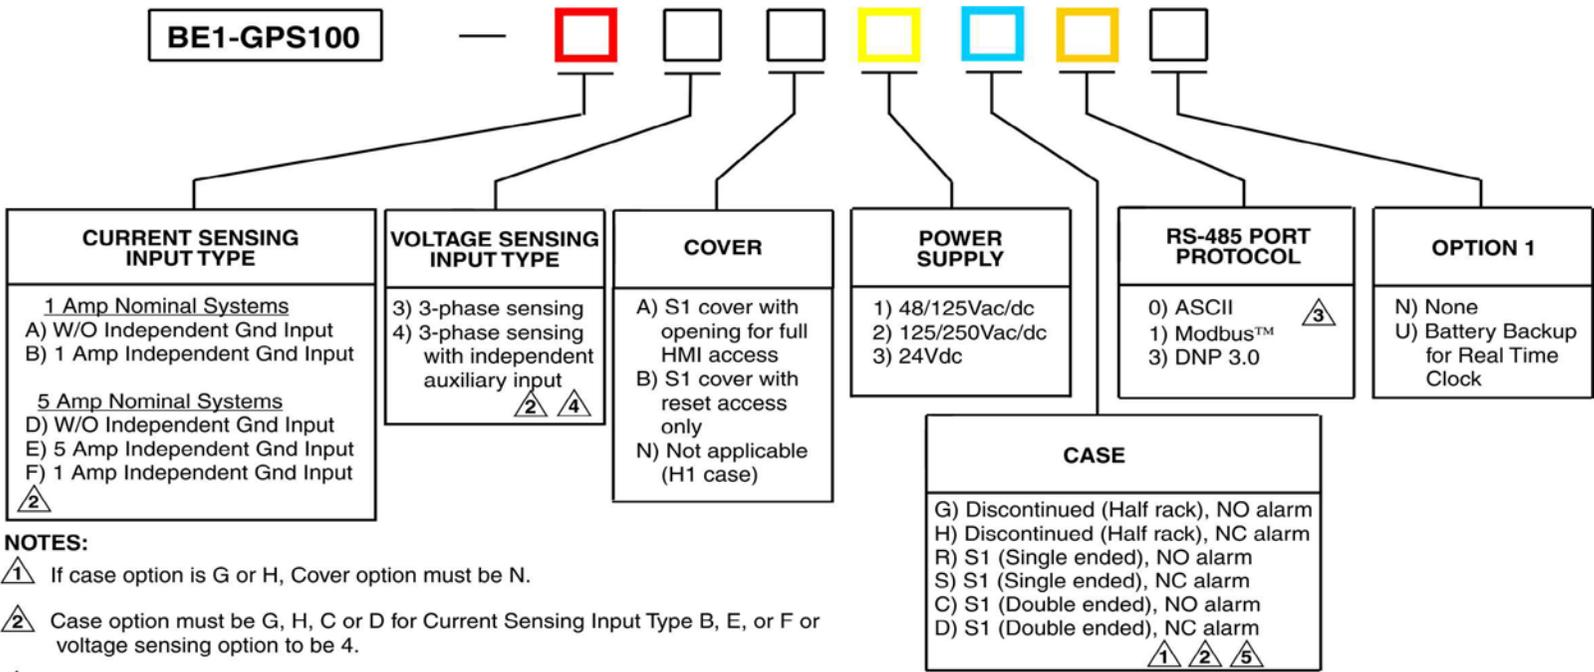 BE1-GPS100 —
CURRENT SENSING
INPUT TYPE
1 Amp Nominal Systems
A) W/O Independent Gnd Input
B) 1 Amp Independent Gnd Input
5 Amp Nominal Systems
D) W/O Independent Gnd Input
E) 5 Amp Independent Gnd Input
F) 1 Amp Independent Gnd Input
2
VOLTAGE SENSING
INPUT TYPE
3) 3-phase sensing
4) 3-phase sensing
with independent
auxiliary input
2 4
COVER
A) S1 cover with
opening for full
HMI access
B) S1 cover with
reset access
only
N) Not applicable
(H1 case)
POWER
SUPPLY
1) 48/125Vac/dc
2) 125/250Vac/dc
3) 24Vdc
RS-485 PORT
PROTOCOL
0) ASCII
3
1) Modbus™
3) DNP 3.0
OPTION 1
N) None
U) Battery Backup
for Real Time
Clock
CASE
G) Discontinued (Half rack), NO alarm
H) Discontinued (Half rack), NC alarm
R) S1 (Single ended), NO alarm
S) S1 (Single ended), NC alarm
C) S1 (Double ended), NO alarm
D) S1 (Double ended), NC alarm
1 2 5
NOTES:
1 If case option is G or H, Cover option must be N.
2 Case option must be G, H, C or D for Current Sensing Input Type B, E, or F or
voltage sensing option to be 4.